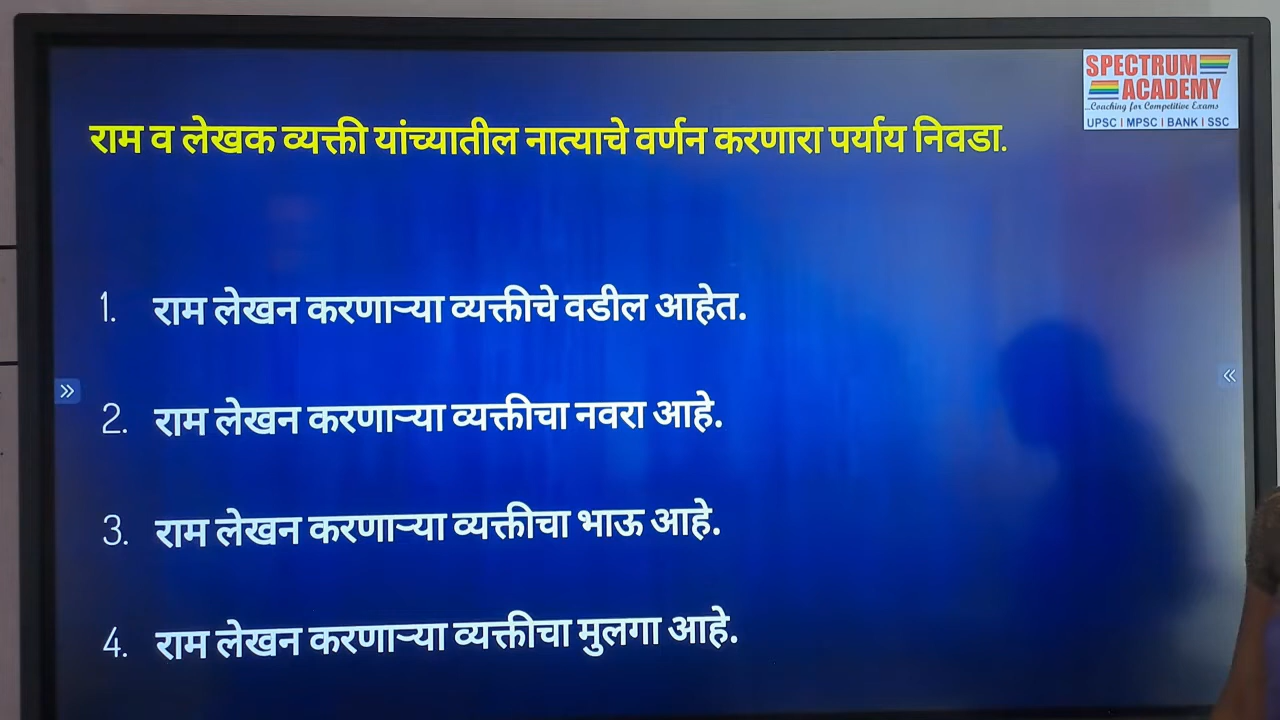 SPECTRUM
ACADEMY
...Coaching for Competitive Exams
UPSC | MPSC | BANK | SSC
राम व लेखक व्यक्ती यांच्यातील नात्याचे वर्णन करणारा पर्याय निवडा.
1. राम लेखन करणाऱ्या व्यक्तीचे वडील आहेत.
2. राम लेखन करणाऱ्या व्यक्तीचा नवरा आहे.
3. राम लेखन करणाऱ्या व्यक्तीचा भाऊ आहे.
4. राम लेखन करणाऱ्या व्यक्तीचा मुलगा आहे.